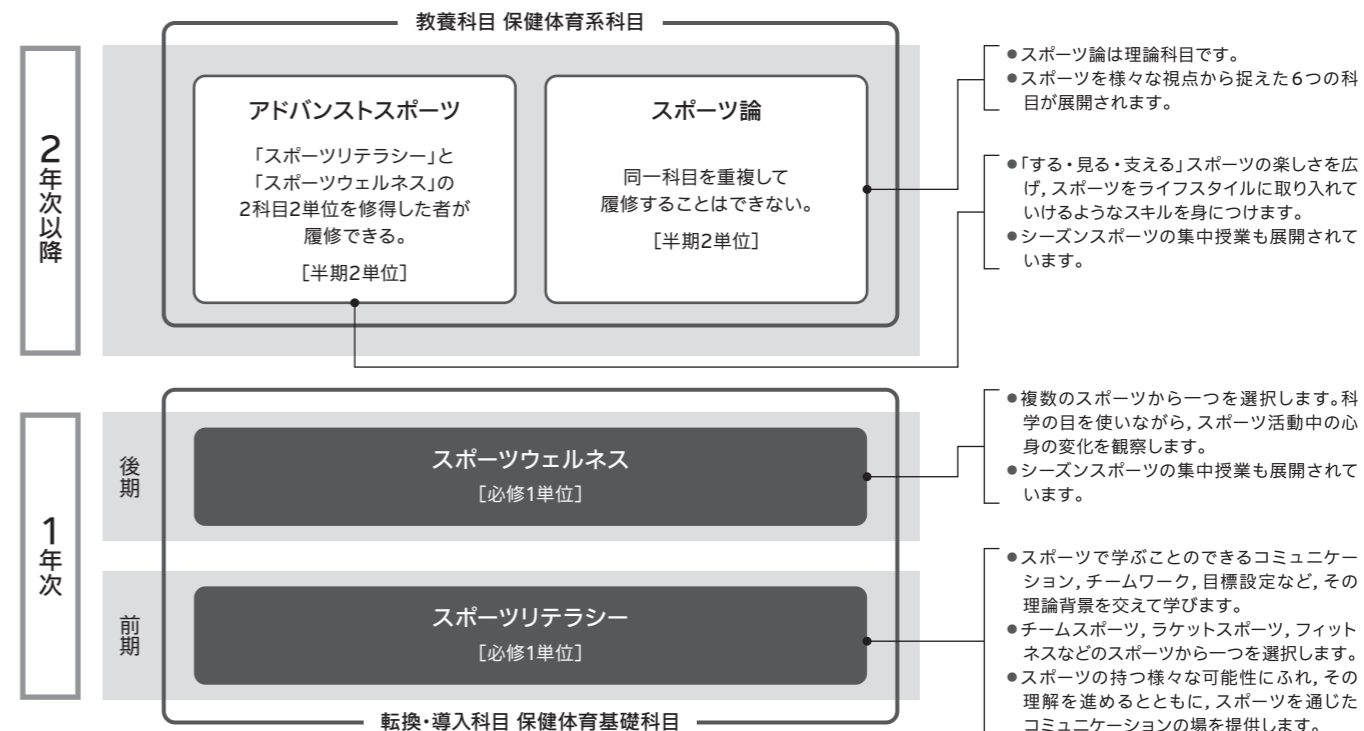 教養科目 保健体育系科目
2年次以降
アドバンストスポーツ
「スポーツリテラシー」と
「スポーツウェルネス」の
2科目2単位を修得した者が
履修できる。
［半期2単位］
スポーツ論
同一科目を重複して
履修することはできない。
［半期2単位］
●スポーツ論は理論科目です。
●スポーツを様々な視点から捉えた6つの科
目が展開されます。
●「する・見る・支える」スポーツの楽しさを広
げ，スポーツをライフスタイルに取り入れて
いけるようなスキルを身につけます。
●シーズンスポーツの集中授業も展開されて
います。
1年次
後期
スポーツウェルネス
［必修1単位］
●複数のスポーツから一つを選択します。科
学の目を使いながら，スポーツ活動中の心
身の変化を観察します。
●シーズンスポーツの集中授業も展開されて
います。
前期
スポーツリテラシー
［必修1単位］
●スポーツで学ぶことのできるコミュニケー
ション，チームワーク，目標設定など，その
理論背景を交えて学びます。
●チームスポーツ，ラケットスポーツ，フィット
ネスなどのスポーツから一つを選択します。
●スポーツの持つ様々な可能性にふれ，その
理解を進めるとともに，スポーツを通じた
コミュニケーションの場を提供します。
転換・導入科目 保健体育基礎科目